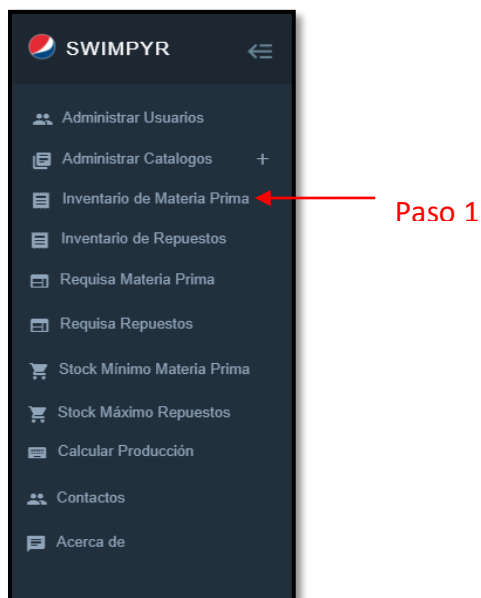 SWIMPYR
Administrar Usuarios
Administrar Catalogos +
Inventario de Materia Prima
Paso 1
Inventario de Repuestos
Requisa Materia Prima
Requisa Repuestos
Stock Mínimo Materia Prima
Stock Máximo Repuestos
Calcular Producción
Contactos
Acerca de